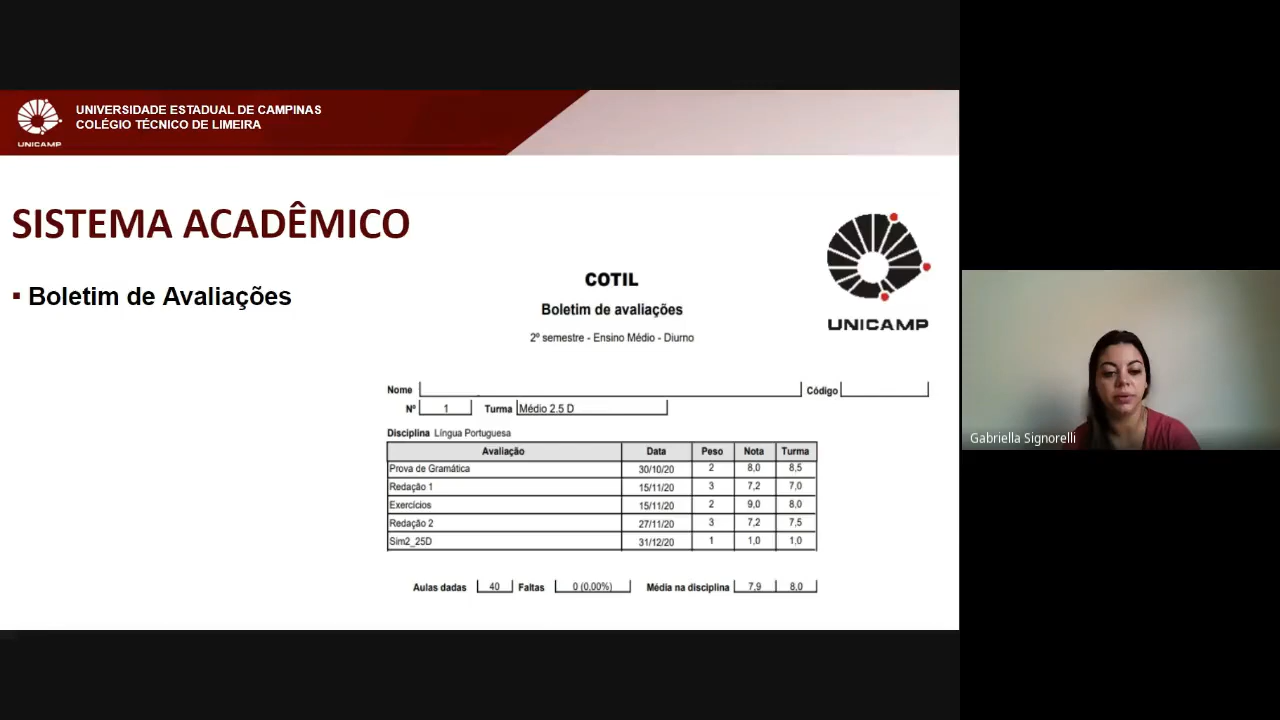 UNIVERSIDADE ESTADUAL DE CAMPINAS
COLÉGIO TÉCNICO DE LIMEIRA
UNICAMP
SISTEMA ACADÊMICO
▪ Boletim de Avaliações
COTIL
Boletim de avaliações
2º semestre - Ensino Médio - Diurno
UNICAMP
Nome Código
Nº 1 Turma Médio 2.5 D
Disciplina Língua Portuguesa
Avaliação Data Peso Nota Turma
Prova de Gramática 30/10/20 2 8,0 8,5
Redação 1 15/11/20 3 7,2 7,0
Exercícios 15/11/20 2 9,0 8,0
Redação 2 27/11/20 3 7,2 7,5
Sim2_25D 31/12/20 1 1,0 1,0
Aulas dadas 40 Faltas 0 (0,00%) Média na disciplina 7,9 8,0
Gabriella Signorelli